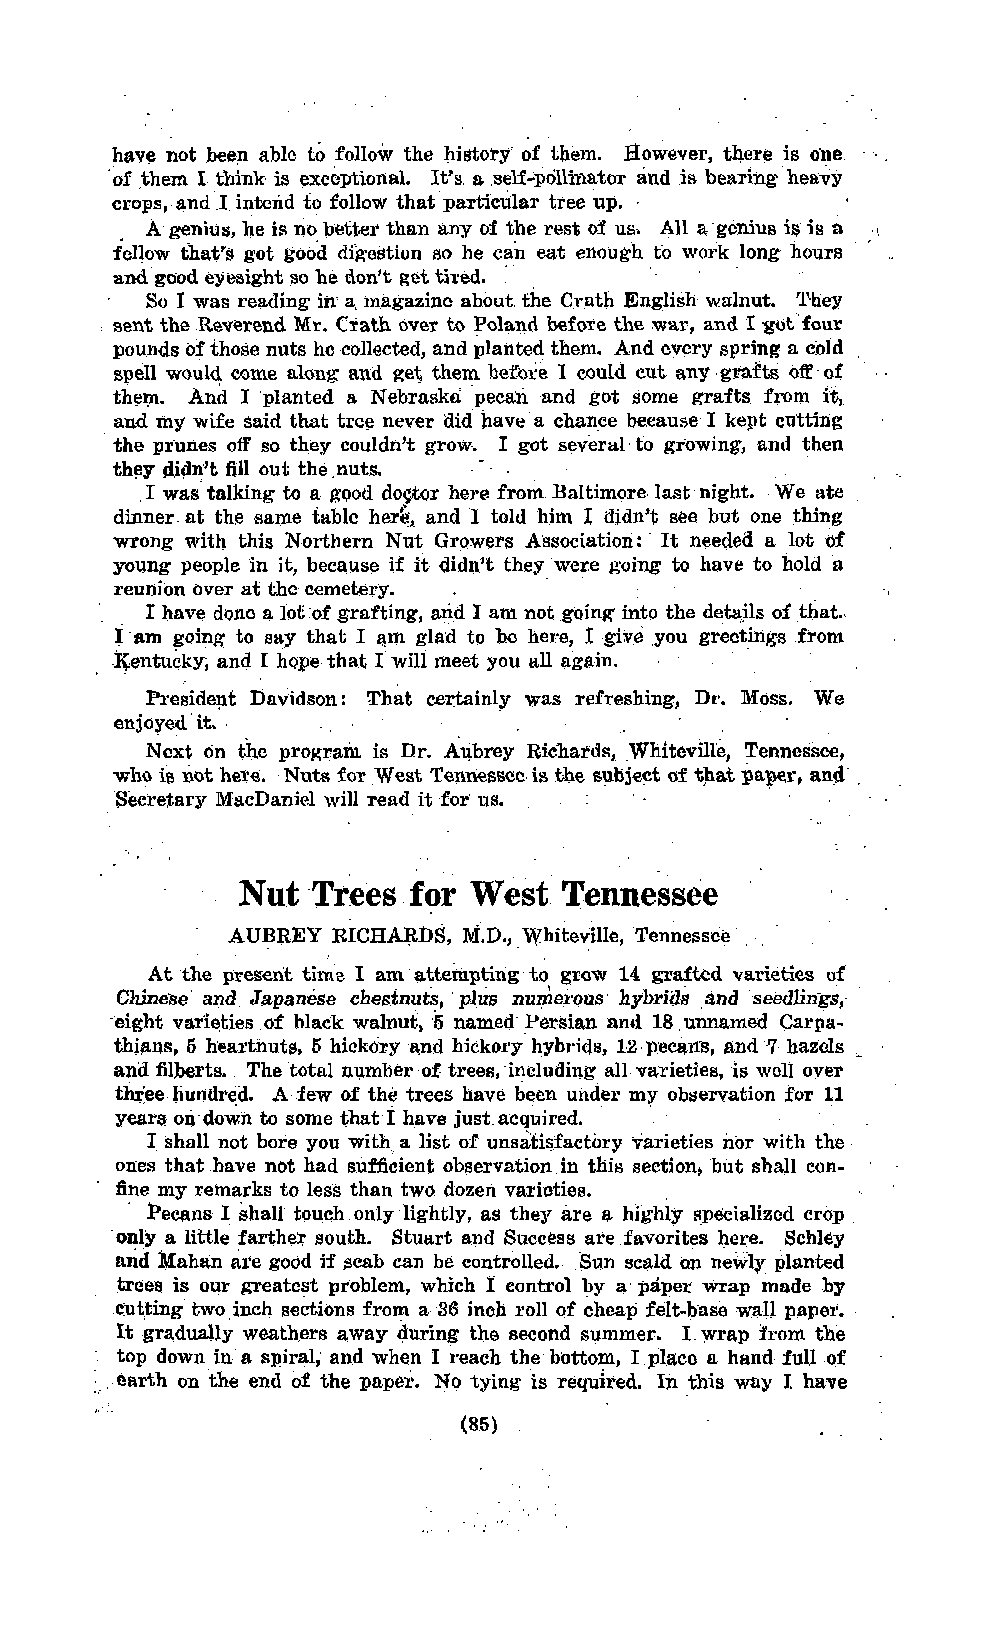 have not been able to follow the history of them. However, there is one
of them I think is exceptional. It's a self-pollinator and is bearing heavy
crops, and I intend to follow that particular tree up.
A genius, he is no better than any of the rest of us. All a genius is is a
fellow that's got good digestion so he can eat enough to work long hours
and good eyesight so he don't get tired.
So I was reading in a magazine about the Crath English walnut. They
sent the Reverend Mr. Crath over to Poland before the war, and I got four
pounds of those nuts he collected, and planted them. And every spring a cold
spell would come along and get them before I could cut any grafts off of
them. And I planted a Nebraska pecan and got some grafts from it,
and my wife said that tree never did have a chance because I kept cutting
the prunes off so they couldn't grow. I got several to growing, and then
they didn't fill out the nuts.
I was talking to a good doctor here from Baltimore last night. We ate
dinner at the same table here, and I told him I didn't see but one thing
wrong with this Northern Nut Growers Association: It needed a lot of
young people in it, because if it didn't they were going to have to hold a
reunion over at the cemetery.
I have done a lot of grafting, and I am not going into the details of that.
I am going to say that I am glad to be here, I give you greetings from
Kentucky, and I hope that I will meet you all again.
President Davidson: That certainly was refreshing, Dr. Moss. We
enjoyed it.
Next on the program is Dr. Aubrey Richards, Whiteville, Tennessee,
who is not here. Nuts for West Tennessee is the subject of that paper, and
Secretary MacDaniel will read it for us.
Nut Trees for West Tennessee
AUBREY RICHARDS, M.D., Whiteville, Tennessee
At the present time I am attempting to grow 14 grafted varieties of
Chinese and Japanese chestnuts, plus numerous hybrids and seedlings,
eight varieties of black walnut, 5 named Persian and 18 unnamed Carpa-
thians, 5 heartnuts, 5 hickory and hickory hybrids, 12 pecans, and 7 hazels
and filberts. The total number of trees, including all varieties, is well over
three hundred. A few of the trees have been under my observation for 11
years on down to some that I have just acquired.
I shall not bore you with a list of unsatisfactory varieties nor with the
ones that have not had sufficient observation in this section, but shall con-
fine my remarks to less than two dozen varieties.
Pecans I shall touch only lightly, as they are a highly specialized crop
only a little farther south. Stuart and Success are favorites here. Schley
and Mahan are good if scab can be controlled. Sun scald on newly planted
trees is our greatest problem, which I control by a paper wrap made by
cutting two inch sections from a 36 inch roll of cheap felt-base wall paper.
It gradually weathers away during the second summer. I wrap from the
top down in a spiral, and when I reach the bottom, I place a hand full of
earth on the end of the paper. No tying is required. In this way I have
(85)